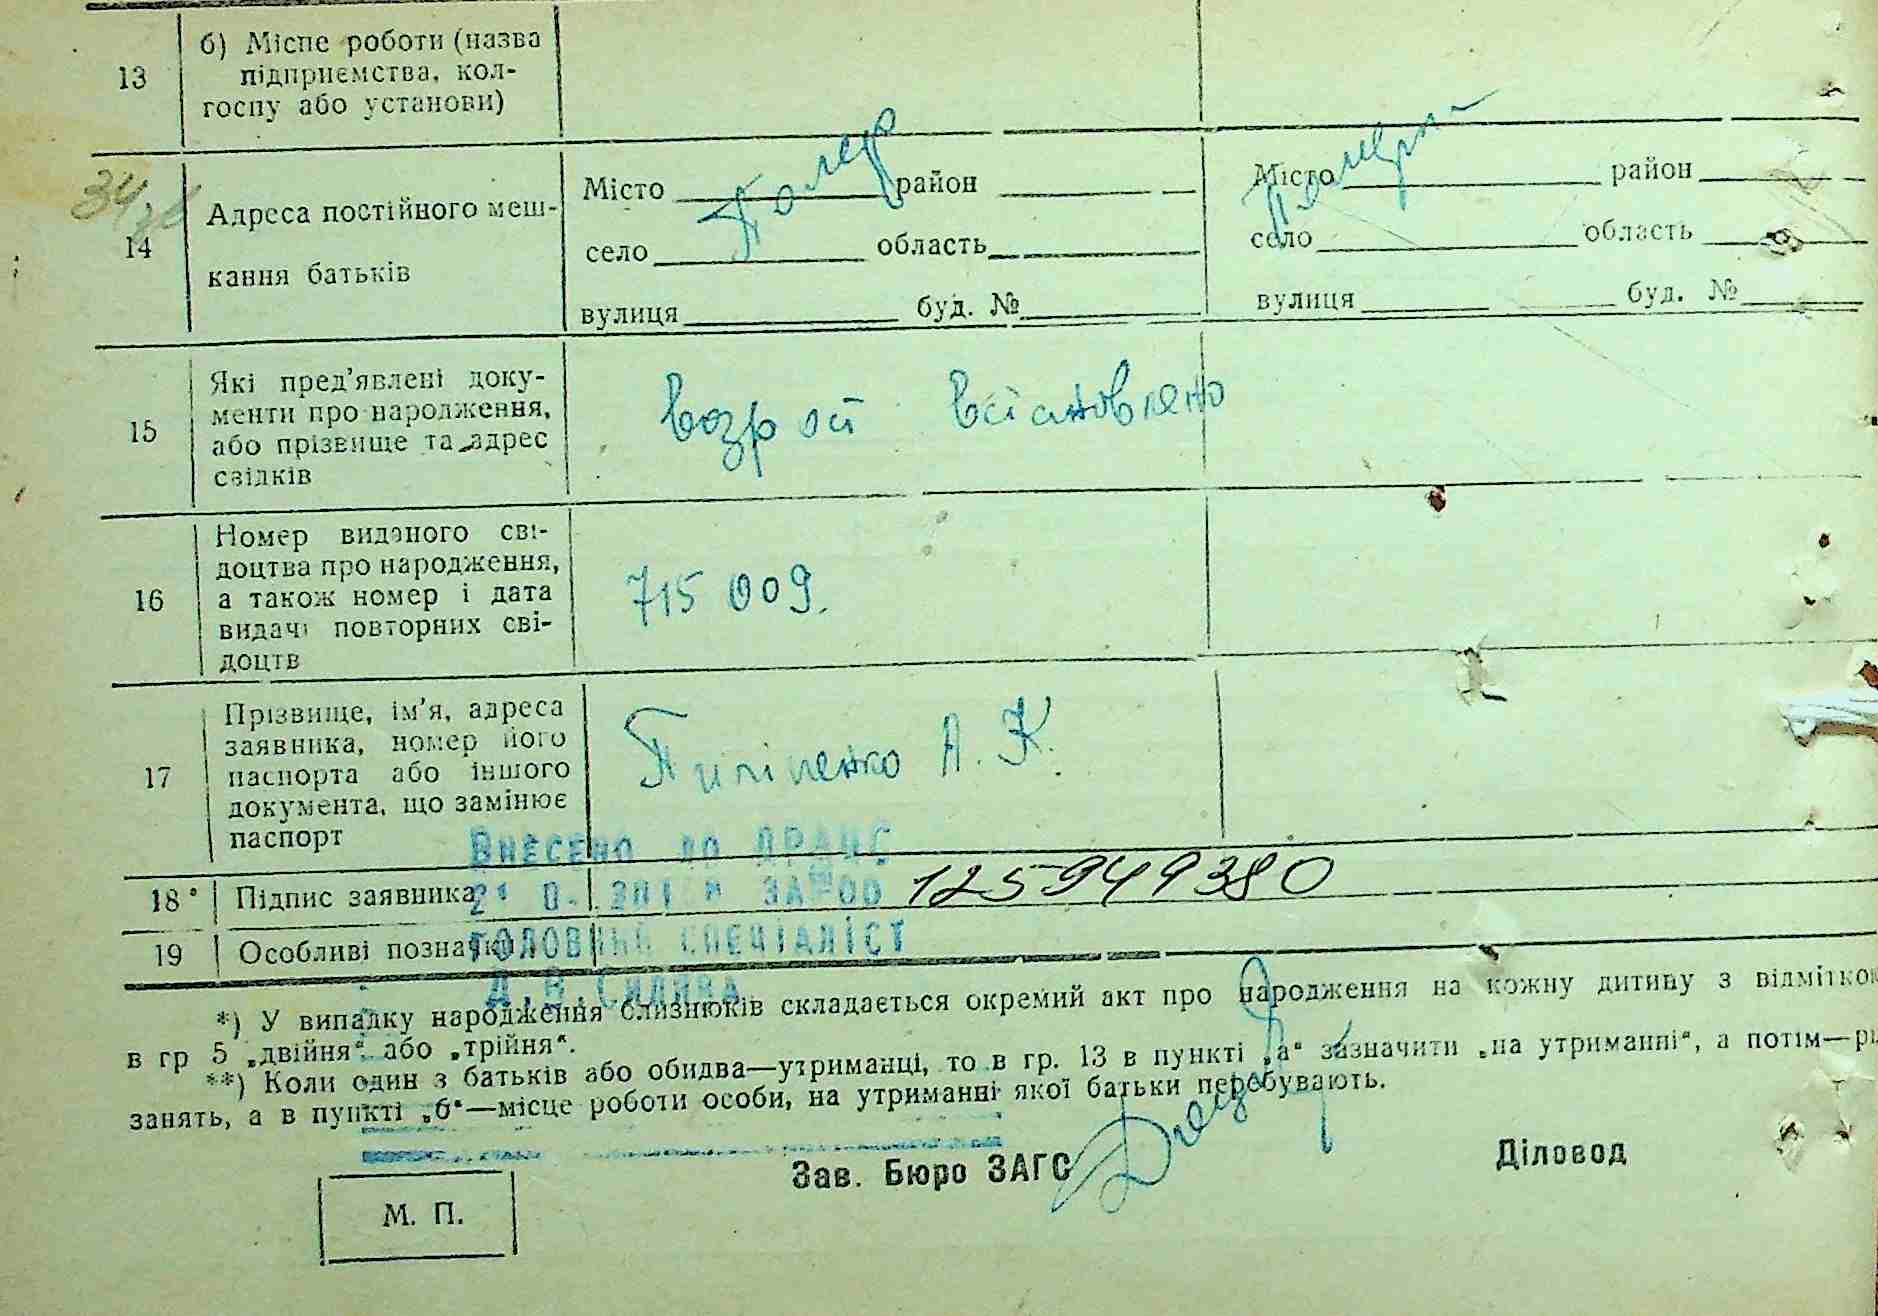 13
б) Місце роботи (назва
підприємства, кол-
госпу або установи)
14
Адреса постійного меш-
кання батьків
Місто район
село область
вулиця буд. №
Помер
Місто район
село область
вулиця буд. №
Померла
15
Які пред'явлені доку-
менти про народження,
або прізвище та адрес
свідків
возраст встановлено
16
Номер виданого сві-
доцтва про народження,
а також номер і дата
видачі повторних сві-
доцтв
715009.
17
Прізвище, ім'я, адреса
заявника, номер його
паспорта або іншого
документа, що замінює
паспорт
Пипіпенко А. К.
Внесено до ДРАЦС
18 Підпис заявника
125949380
19 Особливі позначки
головний спеціаліст
*) У випадку народження близнюків складається окремий акт про народження на кожну дитину з відміткою
в гр 5 „двійня“ або „трійня“.
**) Коли один з батьків або обидва—утриманці, то в гр. 13 в пункті „а“ зазначити „на утриманні“, а потім—рі
занять, а в пункті „б“—місце роботи особи, на утриманні якої батьки перебувають.
Зав. Бюро ЗАГС
Діловод
М. П.